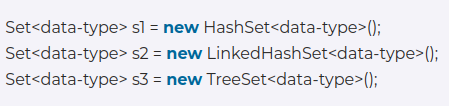 Set<data-type> s1 = new HashSet<data-type>();
Set<data-type> s2 = new LinkedHashSet<data-type>();
Set<data-type> s3 = new TreeSet<data-type>();